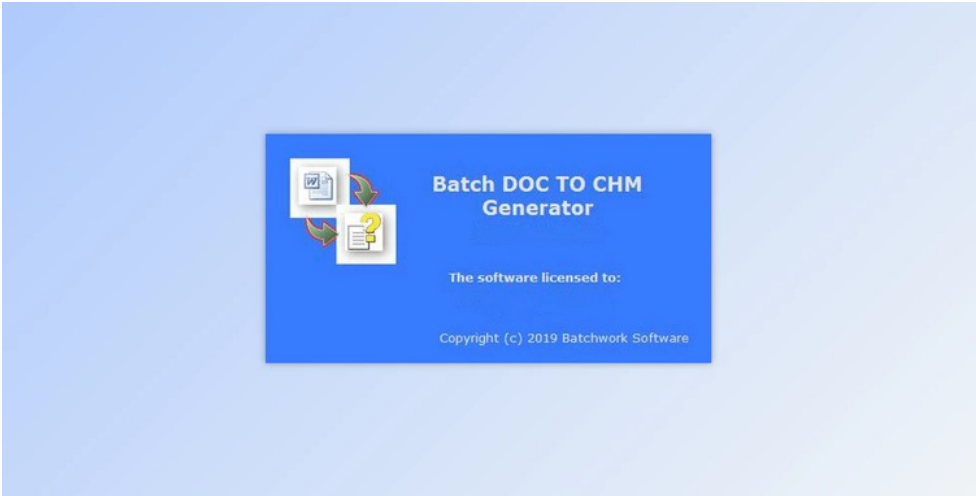 Batch DOC TO CHM
Generator
The software licensed to:
Copyright (c) 2019 Batchwork Software